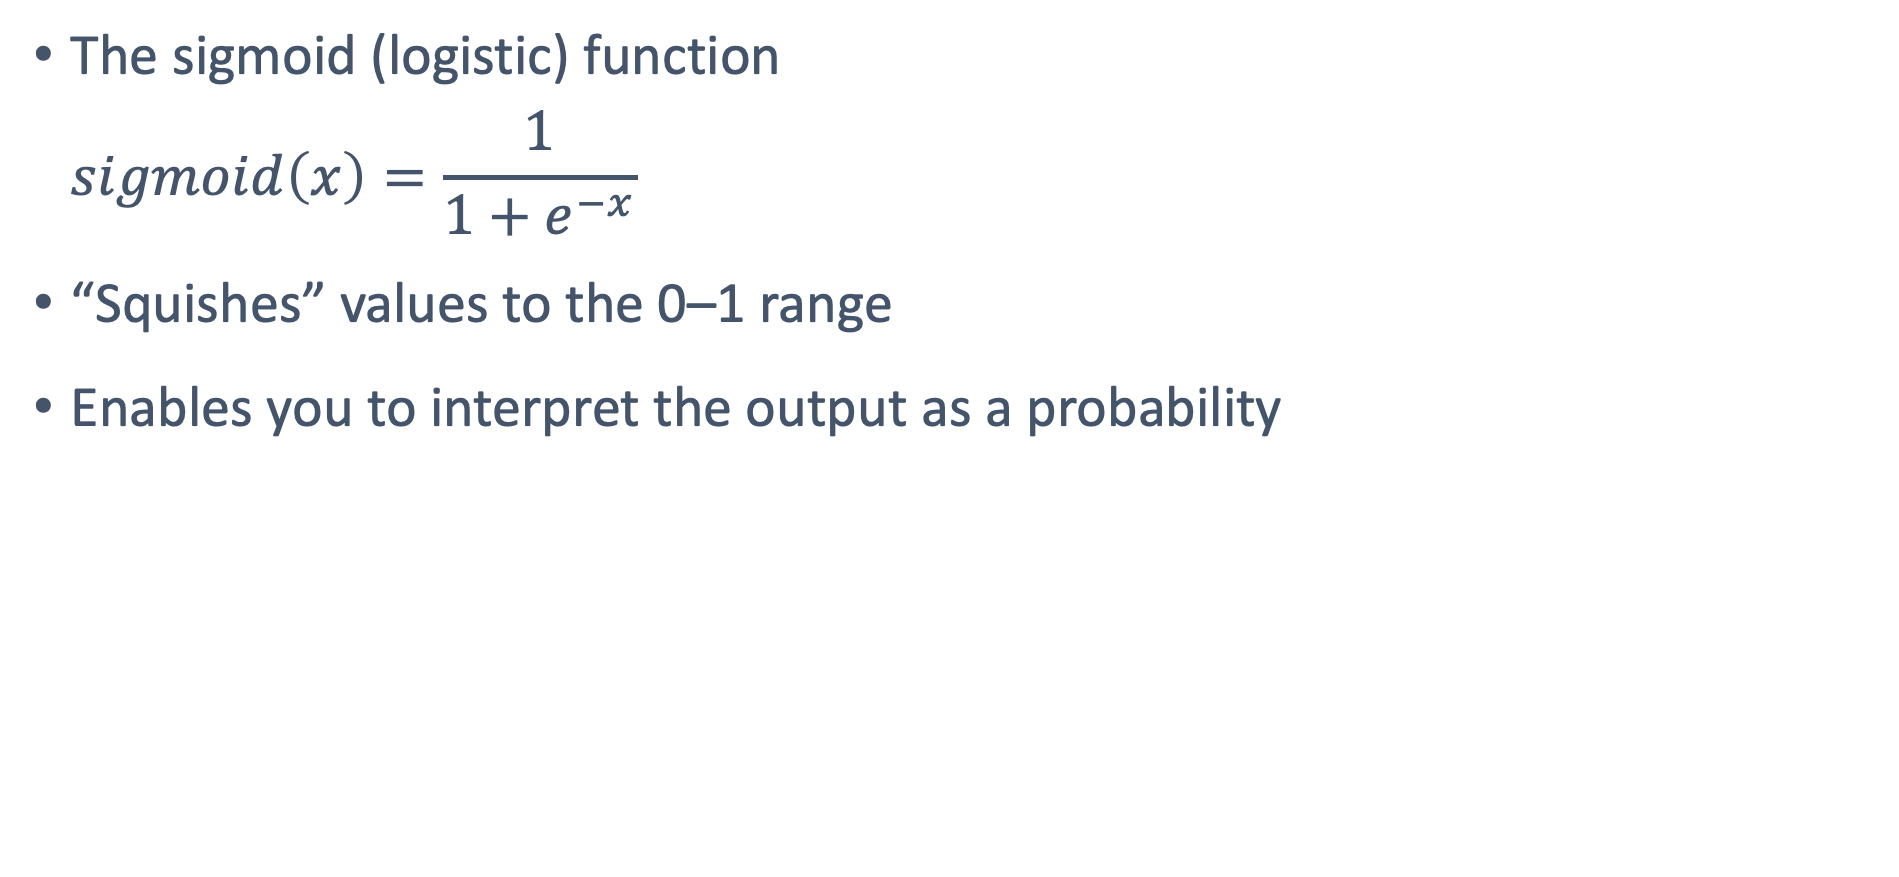 • The sigmoid (logistic) function
sigmoid(x) = 1 / (1 + e^{−x})
• “Squishes” values to the 0–1 range
• Enables you to interpret the output as a probability